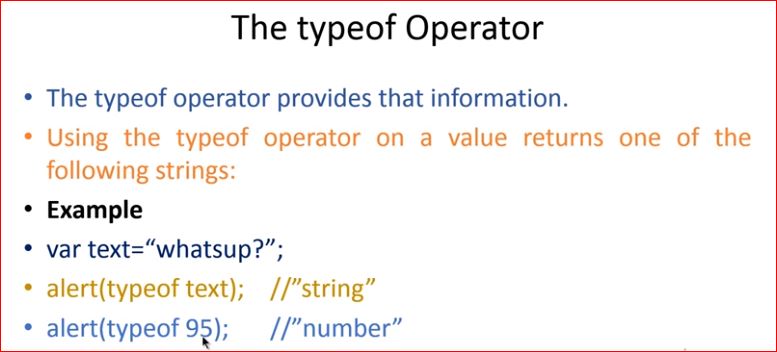 The typeof Operator
• The typeof operator provides that information.
• Using the typeof operator on a value returns one of the
following strings:
• Example
• var text=“whatsup?”;
• alert(typeof text); //”string”
• alert(typeof 95); //”number”